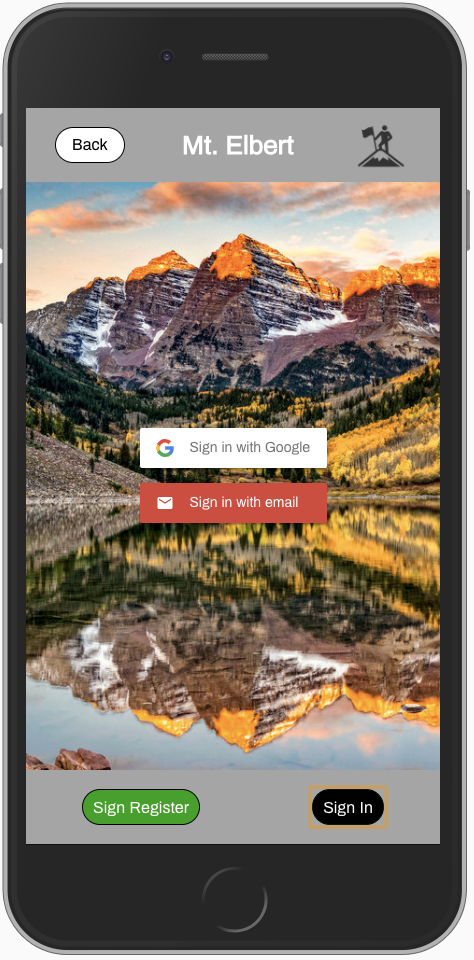 Back
Mt. Elbert
Sign in with Google
Sign in with email
Sign Register
Sign In